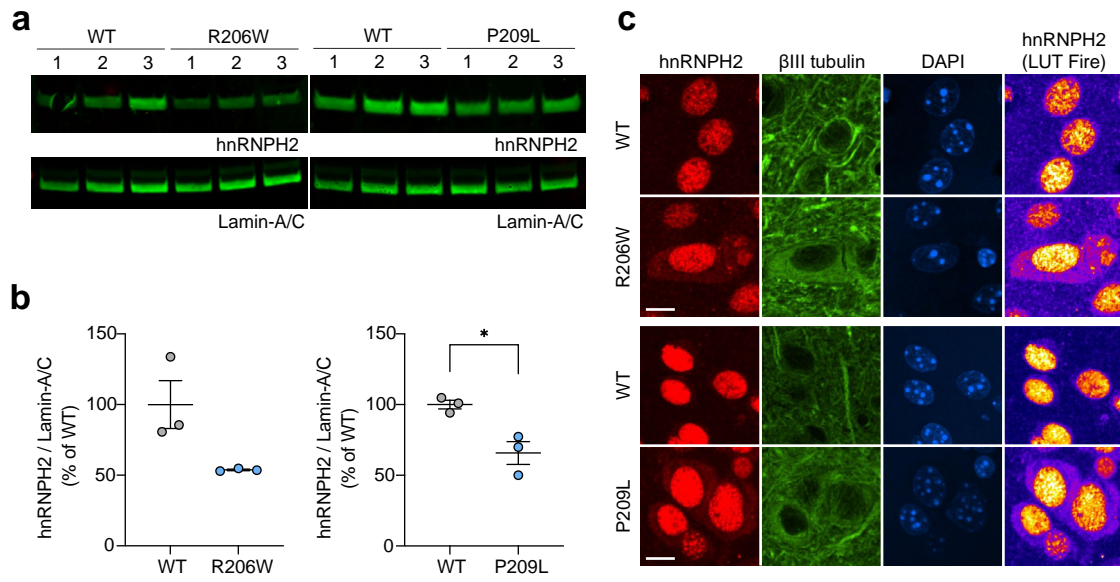 a
WT R206W WT P209L
1 2 3 1 2 3 1 2 3 1 2 3
hnRNPH2 hnRNPH2
Lamin-A/C Lamin-A/C
b
hnRNPH2 / Lamin-A/C
(% of WT)
150
100
50
0
WT R206W
hnRNPH2 / Lamin-A/C
(% of WT)
150
100
50
0
*
WT P209L
c
hnRNPH2 βIII tubulin DAPI hnRNPH2
(LUT Fire)
WT
R206W
WT
P209L